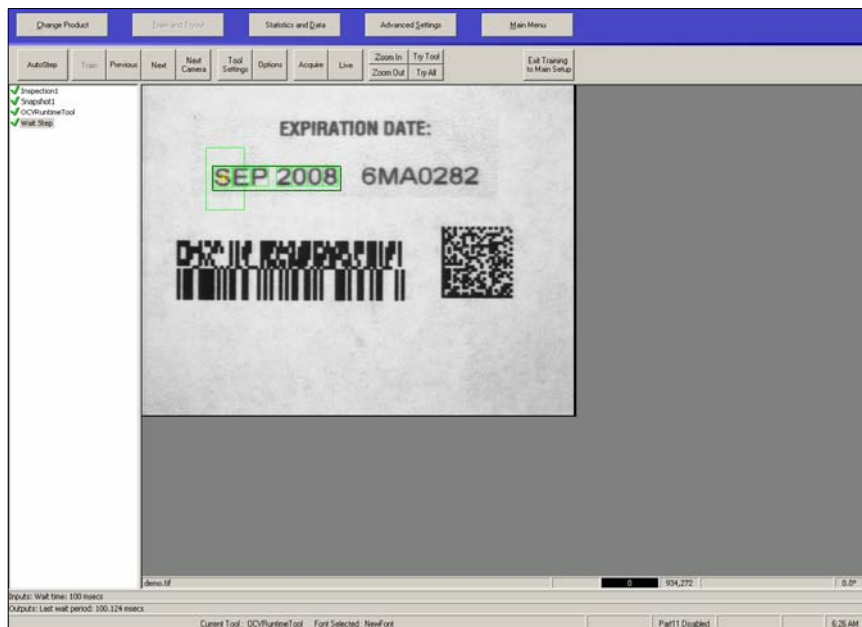 Change Product
Train and Tryout
Statistics and Data
Advanced Settings
Main Menu
AutoStep
Train
Previous
Next
Next Camera
Tool Settings
Options
Acquire
Live
Zoom In
Try Tool
Zoom Out
Try All
Exit Training to Main Setup
Inspection1
Snapshot1
OCVRuntimeTool
Wait Step
EXPIRATION DATE:
SEP 2008 6MA0282
demo.tif
0
934,272
0.0°
Inputs: Wait time: 100 msecs
Outputs: Last wait period: 100.124 msecs
Current Tool : OCVRuntimeTool Font Selected : NewFont
Part11 Disabled
6:26 AM